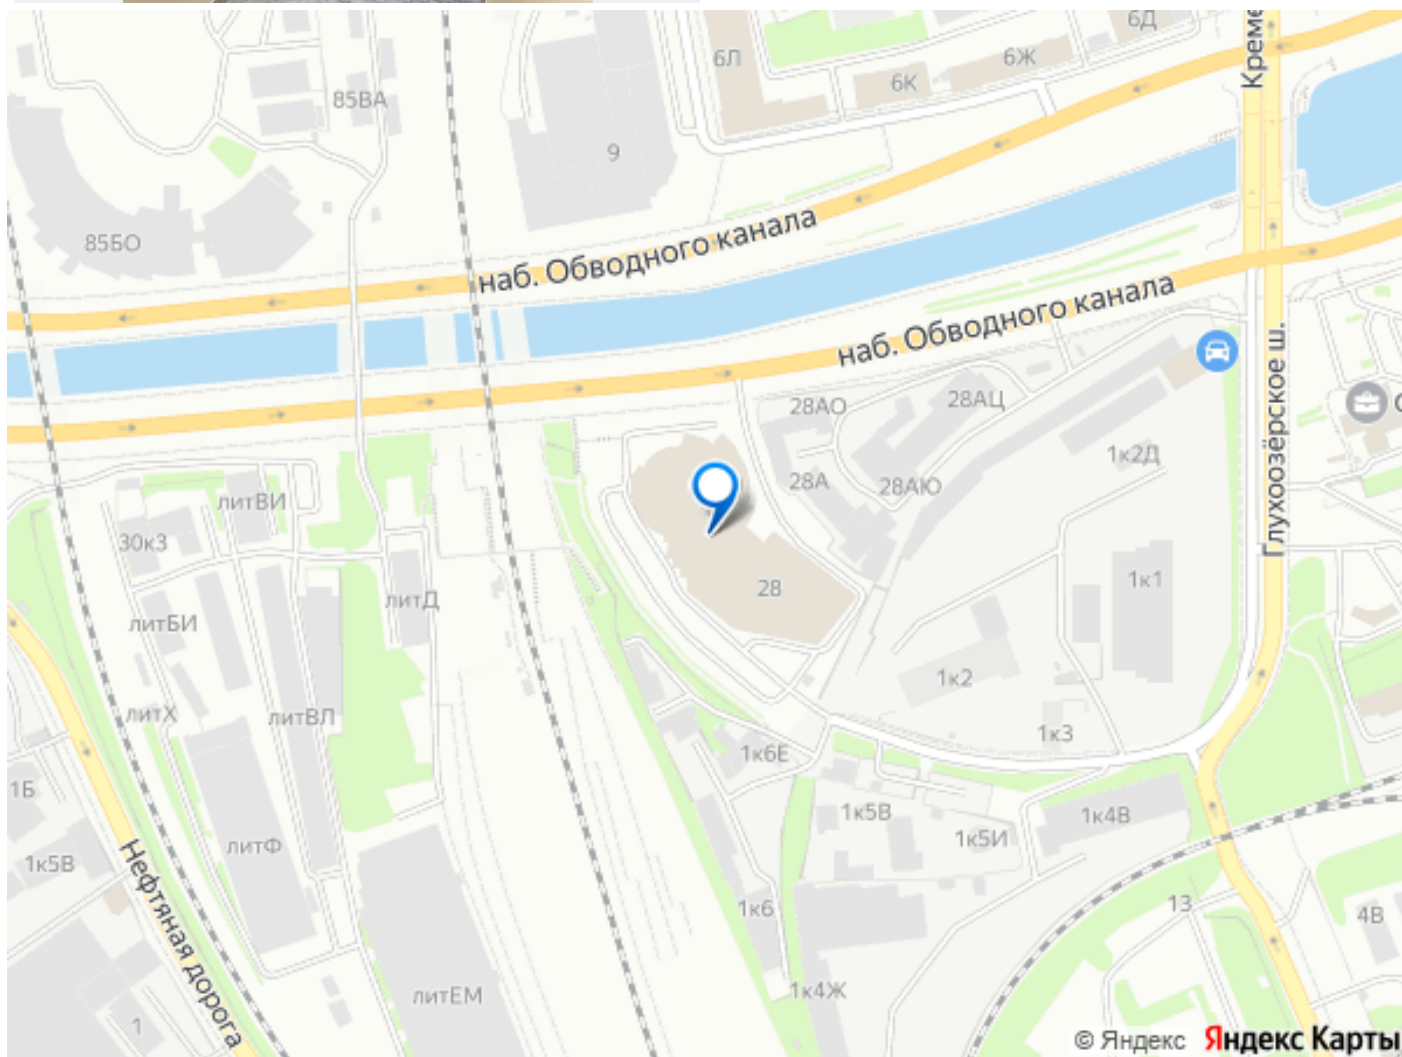 6Д
Креме
6Л
6Ж
6К
85ВА
9
85БО
наб. Обводного канала
наб. Обводного канала
28АО
28АЦ
Глухоозёрское ш.
С
1к2Д
28А
28АЮ
литВИ
30к3
1к1
28
литД
литБИ
1к2
литХ
литВЛ
1к3
1к6Е
1Б
1к5В
1к4В
1к5И
литФ
1к5В
Нефтяная дорога
1к6
13
4В
литЕМ
1к4Ж
1
© Яндекс Яндекс Карты